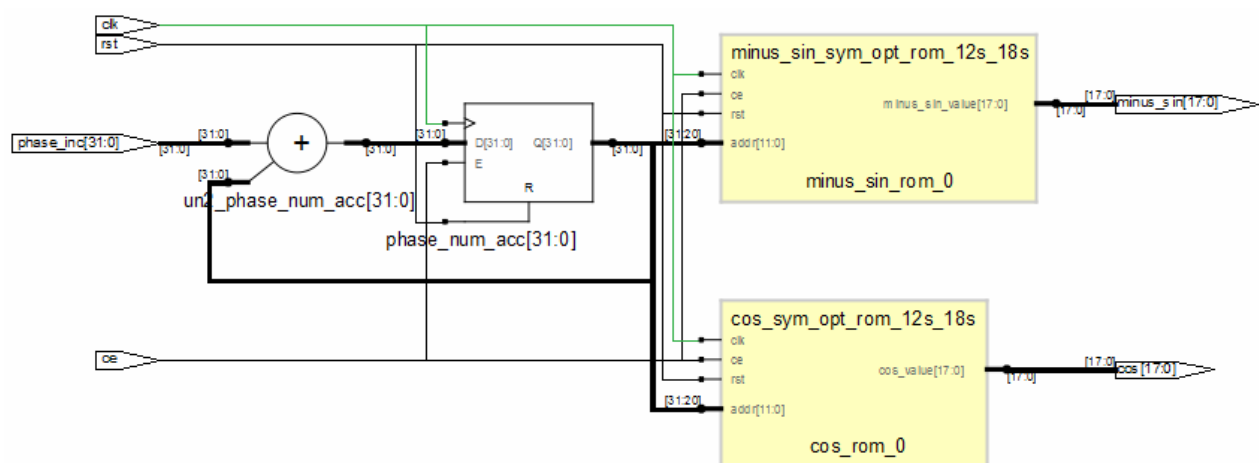 clk
rst
minus_sin_sym_opt_rom_12s_18s
clk
ce
minus_sin_value[17:0]
[17:0]
[17:0]
minus_sin[17:0]
rst
phase_inc[31:0]
[31:0]
[31:0]
+
[31:0]
[31:0]
D[31:0]
Q[31:0]
[31:0]
[31:20]
addr[11:0]
E
[31:0]
R
minus_sin_rom_0
un2_phase_num_acc[31:0]
phase_num_acc[31:0]
cos_sym_opt_rom_12s_18s
clk
ce
ce
cos_value[17:0]
[17:0]
[17:0]
cos[17:0]
rst
[31:20]
addr[11:0]
cos_rom_0